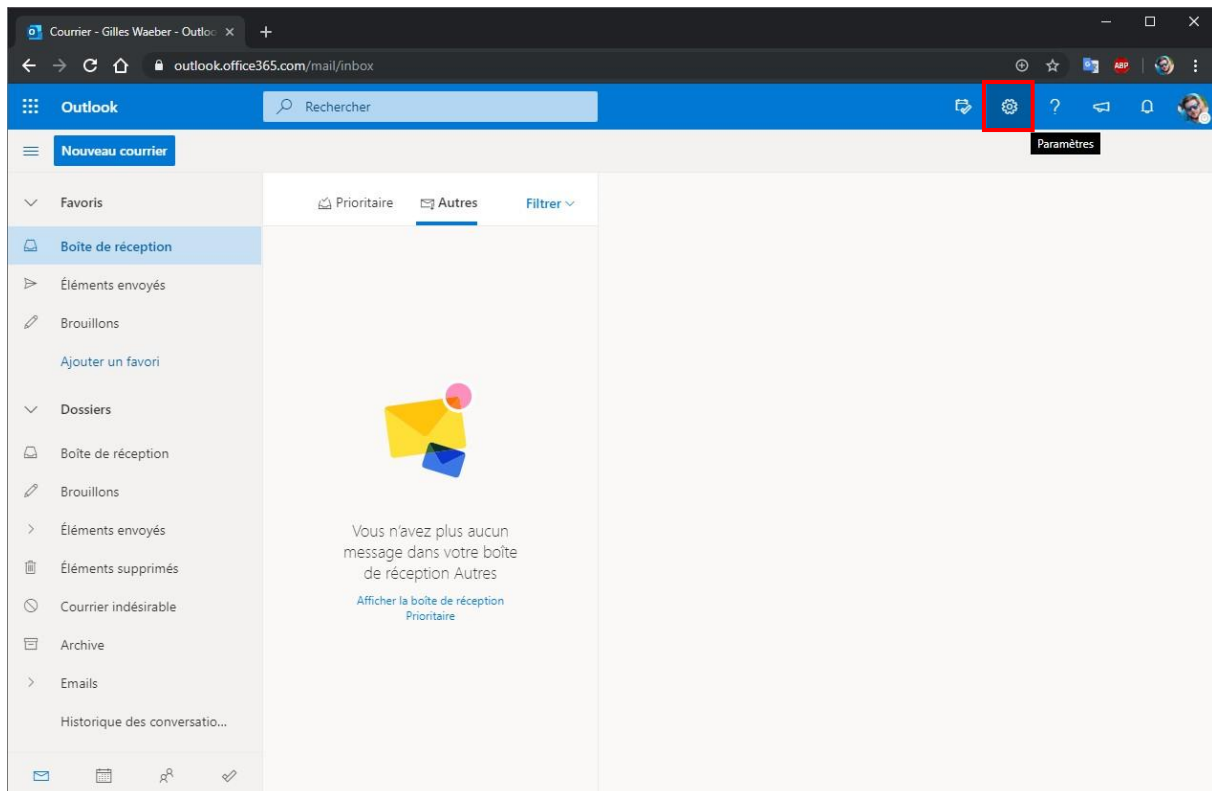 Courrier - Gilles Waeber - Outloo
outlook.office365.com/mail/inbox
ABP
Outlook
Rechercher
Paramètres
Nouveau courrier
Favoris
Prioritaire
Autres
Filtrer
Boîte de réception
Éléments envoyés
Brouillons
Ajouter un favori
Dossiers
Boîte de réception
Brouillons
Éléments envoyés
Éléments supprimés
Courrier indésirable
Archive
Emails
Historique des conversatio...
Vous n'avez plus aucun
message dans votre boîte
de réception Autres
Afficher la boîte de réception
Prioritaire